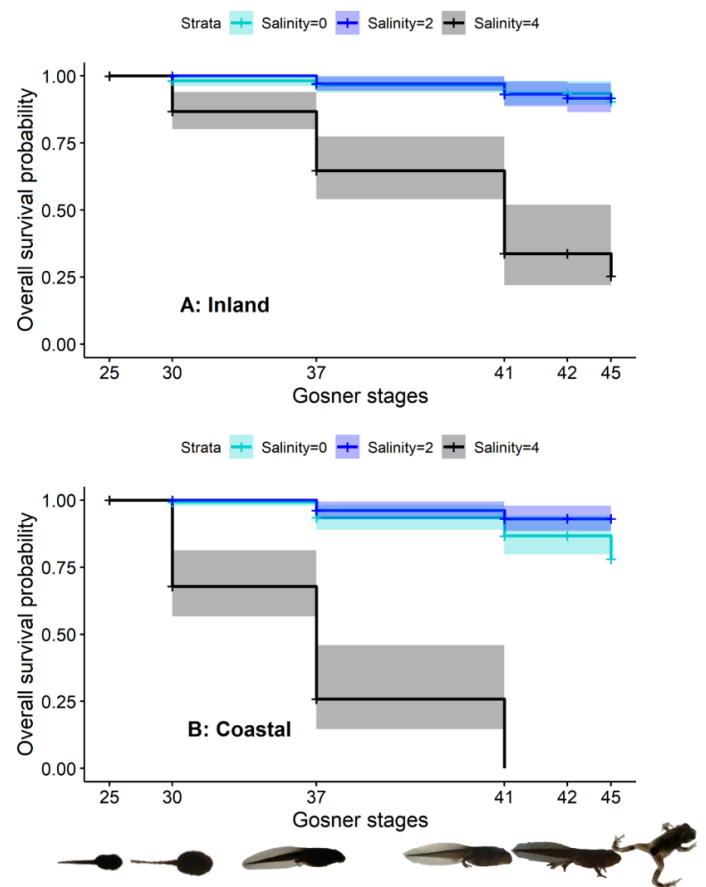 Strata Salinity=0 Salinity=2 Salinity=4
Overall survival probability
1.00
0.75
0.50
0.25
0.00
A: Inland
25 30 37 41 42 45
Gosner stages
Strata Salinity=0 Salinity=2 Salinity=4
Overall survival probability
1.00
0.75
0.50
0.25
0.00
B: Coastal
25 30 37 41 42 45
Gosner stages